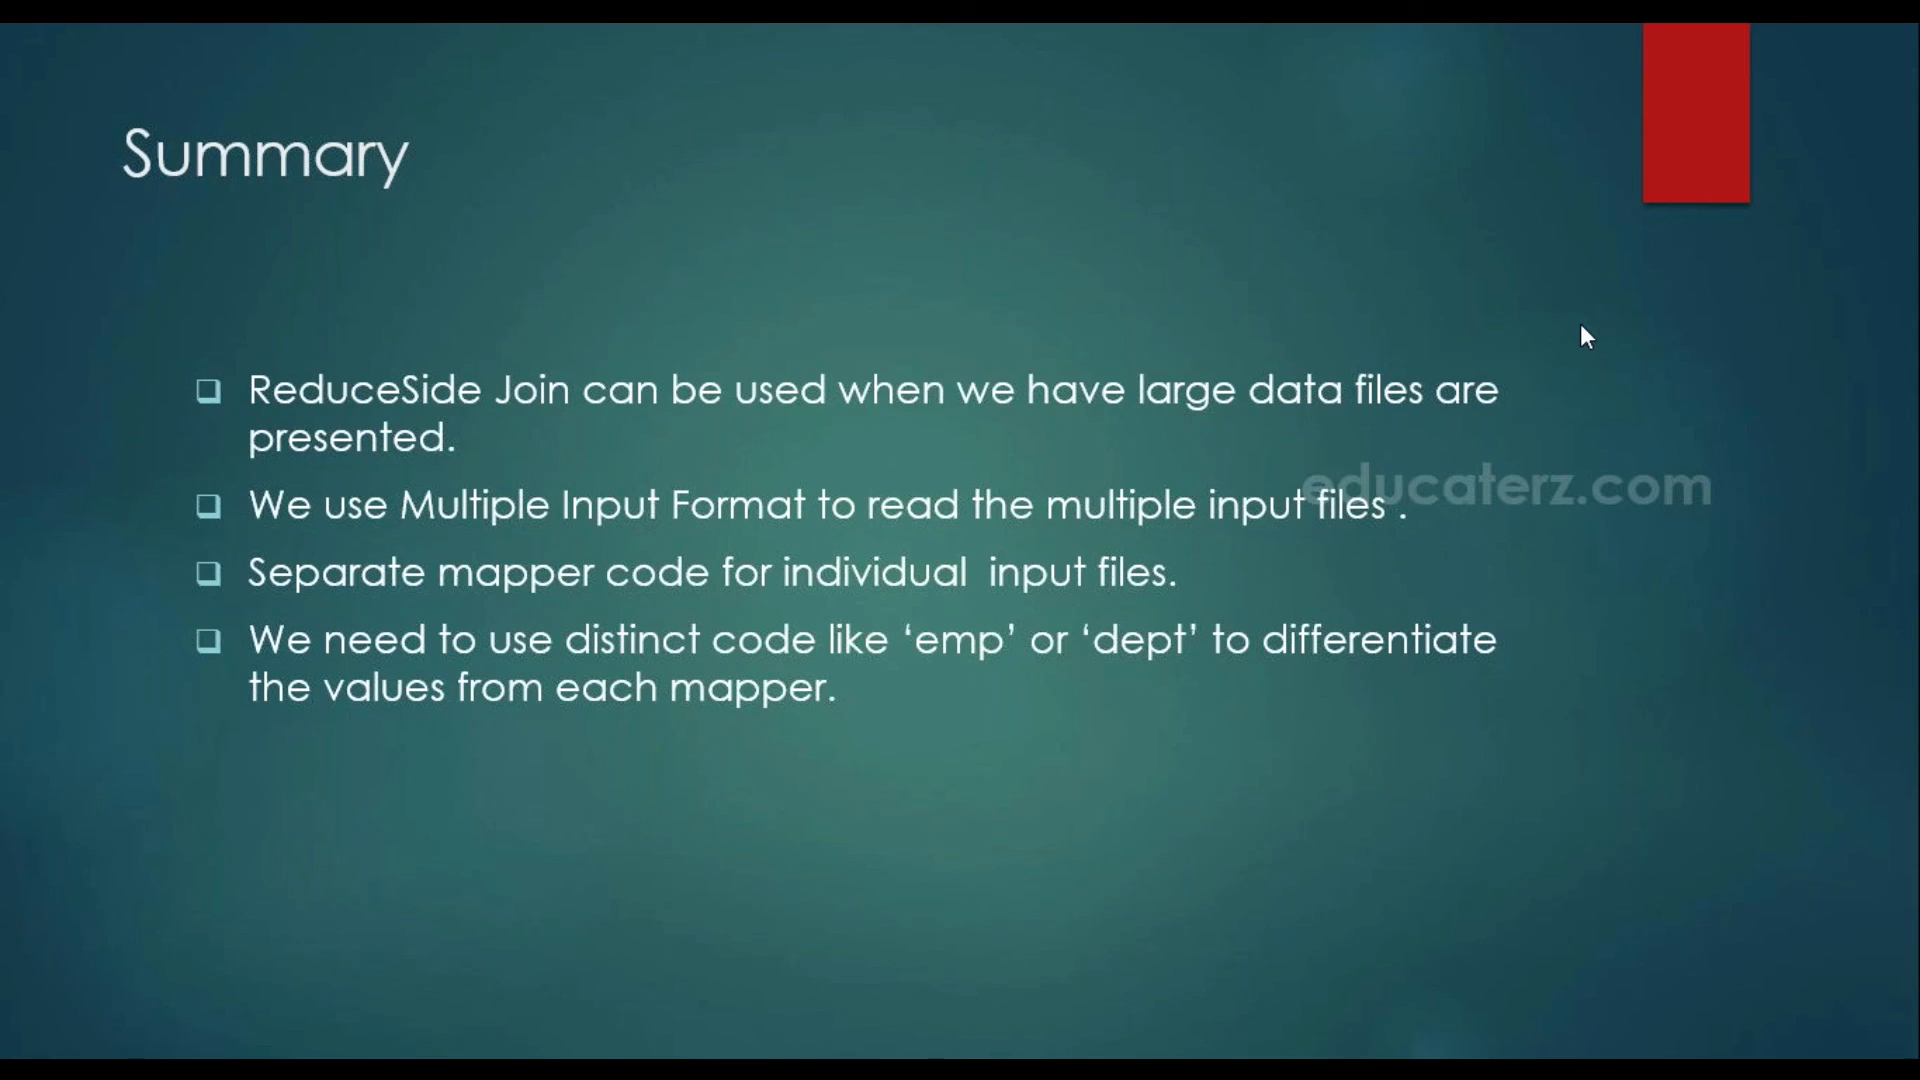 Summary
ReduceSide Join can be used when we have large data files are
presented.
We use Multiple Input Format to read the multiple input files .
educaterz.com
Separate mapper code for individual  input files.
We need to use distinct code like ‘emp’ or ‘dept’ to differentiate
the values from each mapper.